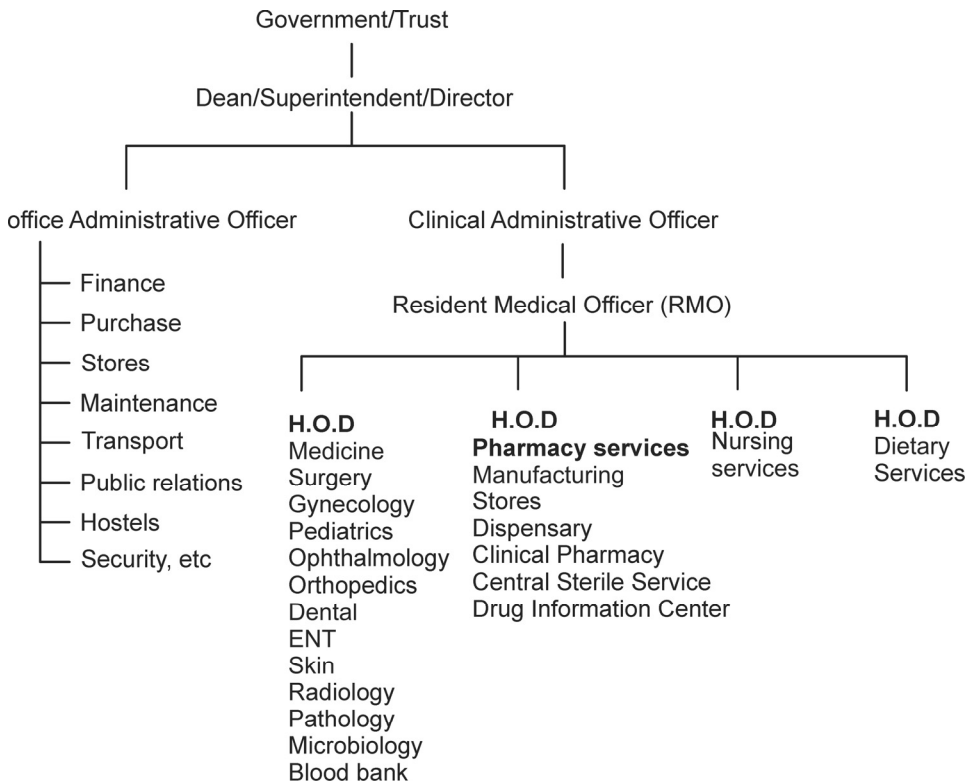 Government/Trust
Dean/Superintendent/Director
office Administrative Officer
Clinical Administrative Officer
Finance
Purchase
Stores
Maintenance
Transport
Public relations
Hostels
Security, etc
Resident Medical Officer (RMO)
H.O.D
Medicine
Surgery
Gynecology
Pediatrics
Ophthalmology
Orthopedics
Dental
ENT
Skin
Radiology
Pathology
Microbiology
Blood bank
H.O.D
Pharmacy services
Manufacturing
Stores
Dispensary
Clinical Pharmacy
Central Sterile Service
Drug Information Center
H.O.D
Nursing
services
H.O.D
Dietary
Services